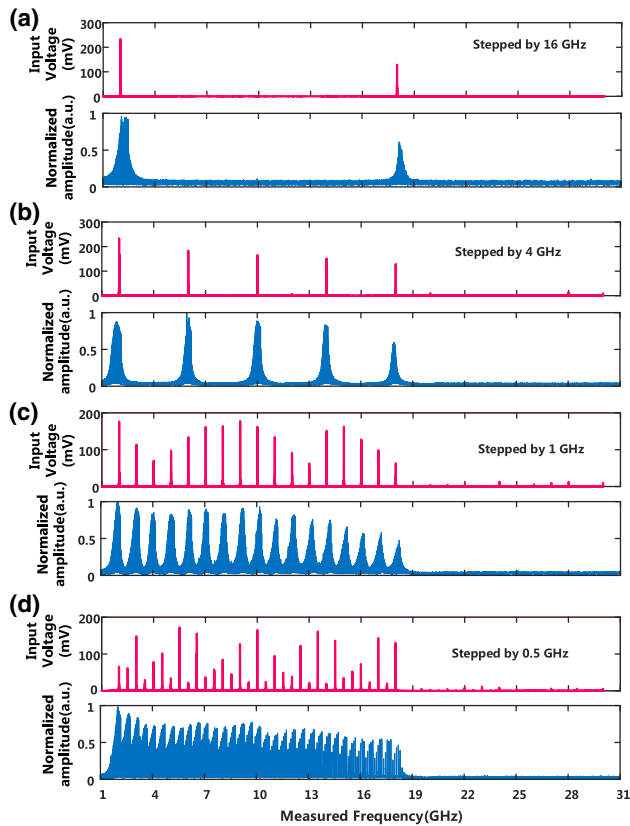 (a)
Input
Voltage
(mV)
300
200
100
0
Stepped by 16 GHz
Normalized
amplitude(a.u.)
1
0.5
0
(b)
Input
Voltage
(mV)
300
200
100
0
Stepped by 4 GHz
Normalized
amplitude(a.u.)
1
0.5
0
(c)
Input
Voltage
(mV)
200
100
0
Stepped by 1 GHz
Normalized
amplitude(a.u.)
1
0.5
0
(d)
Input
Voltage
(mV)
200
100
0
Stepped by 0.5 GHz
Normalized
amplitude(a.u.)
1
0.5
0
1 4 7 10 13 16 19 22 25 28 31
Measured Frequency(GHz)